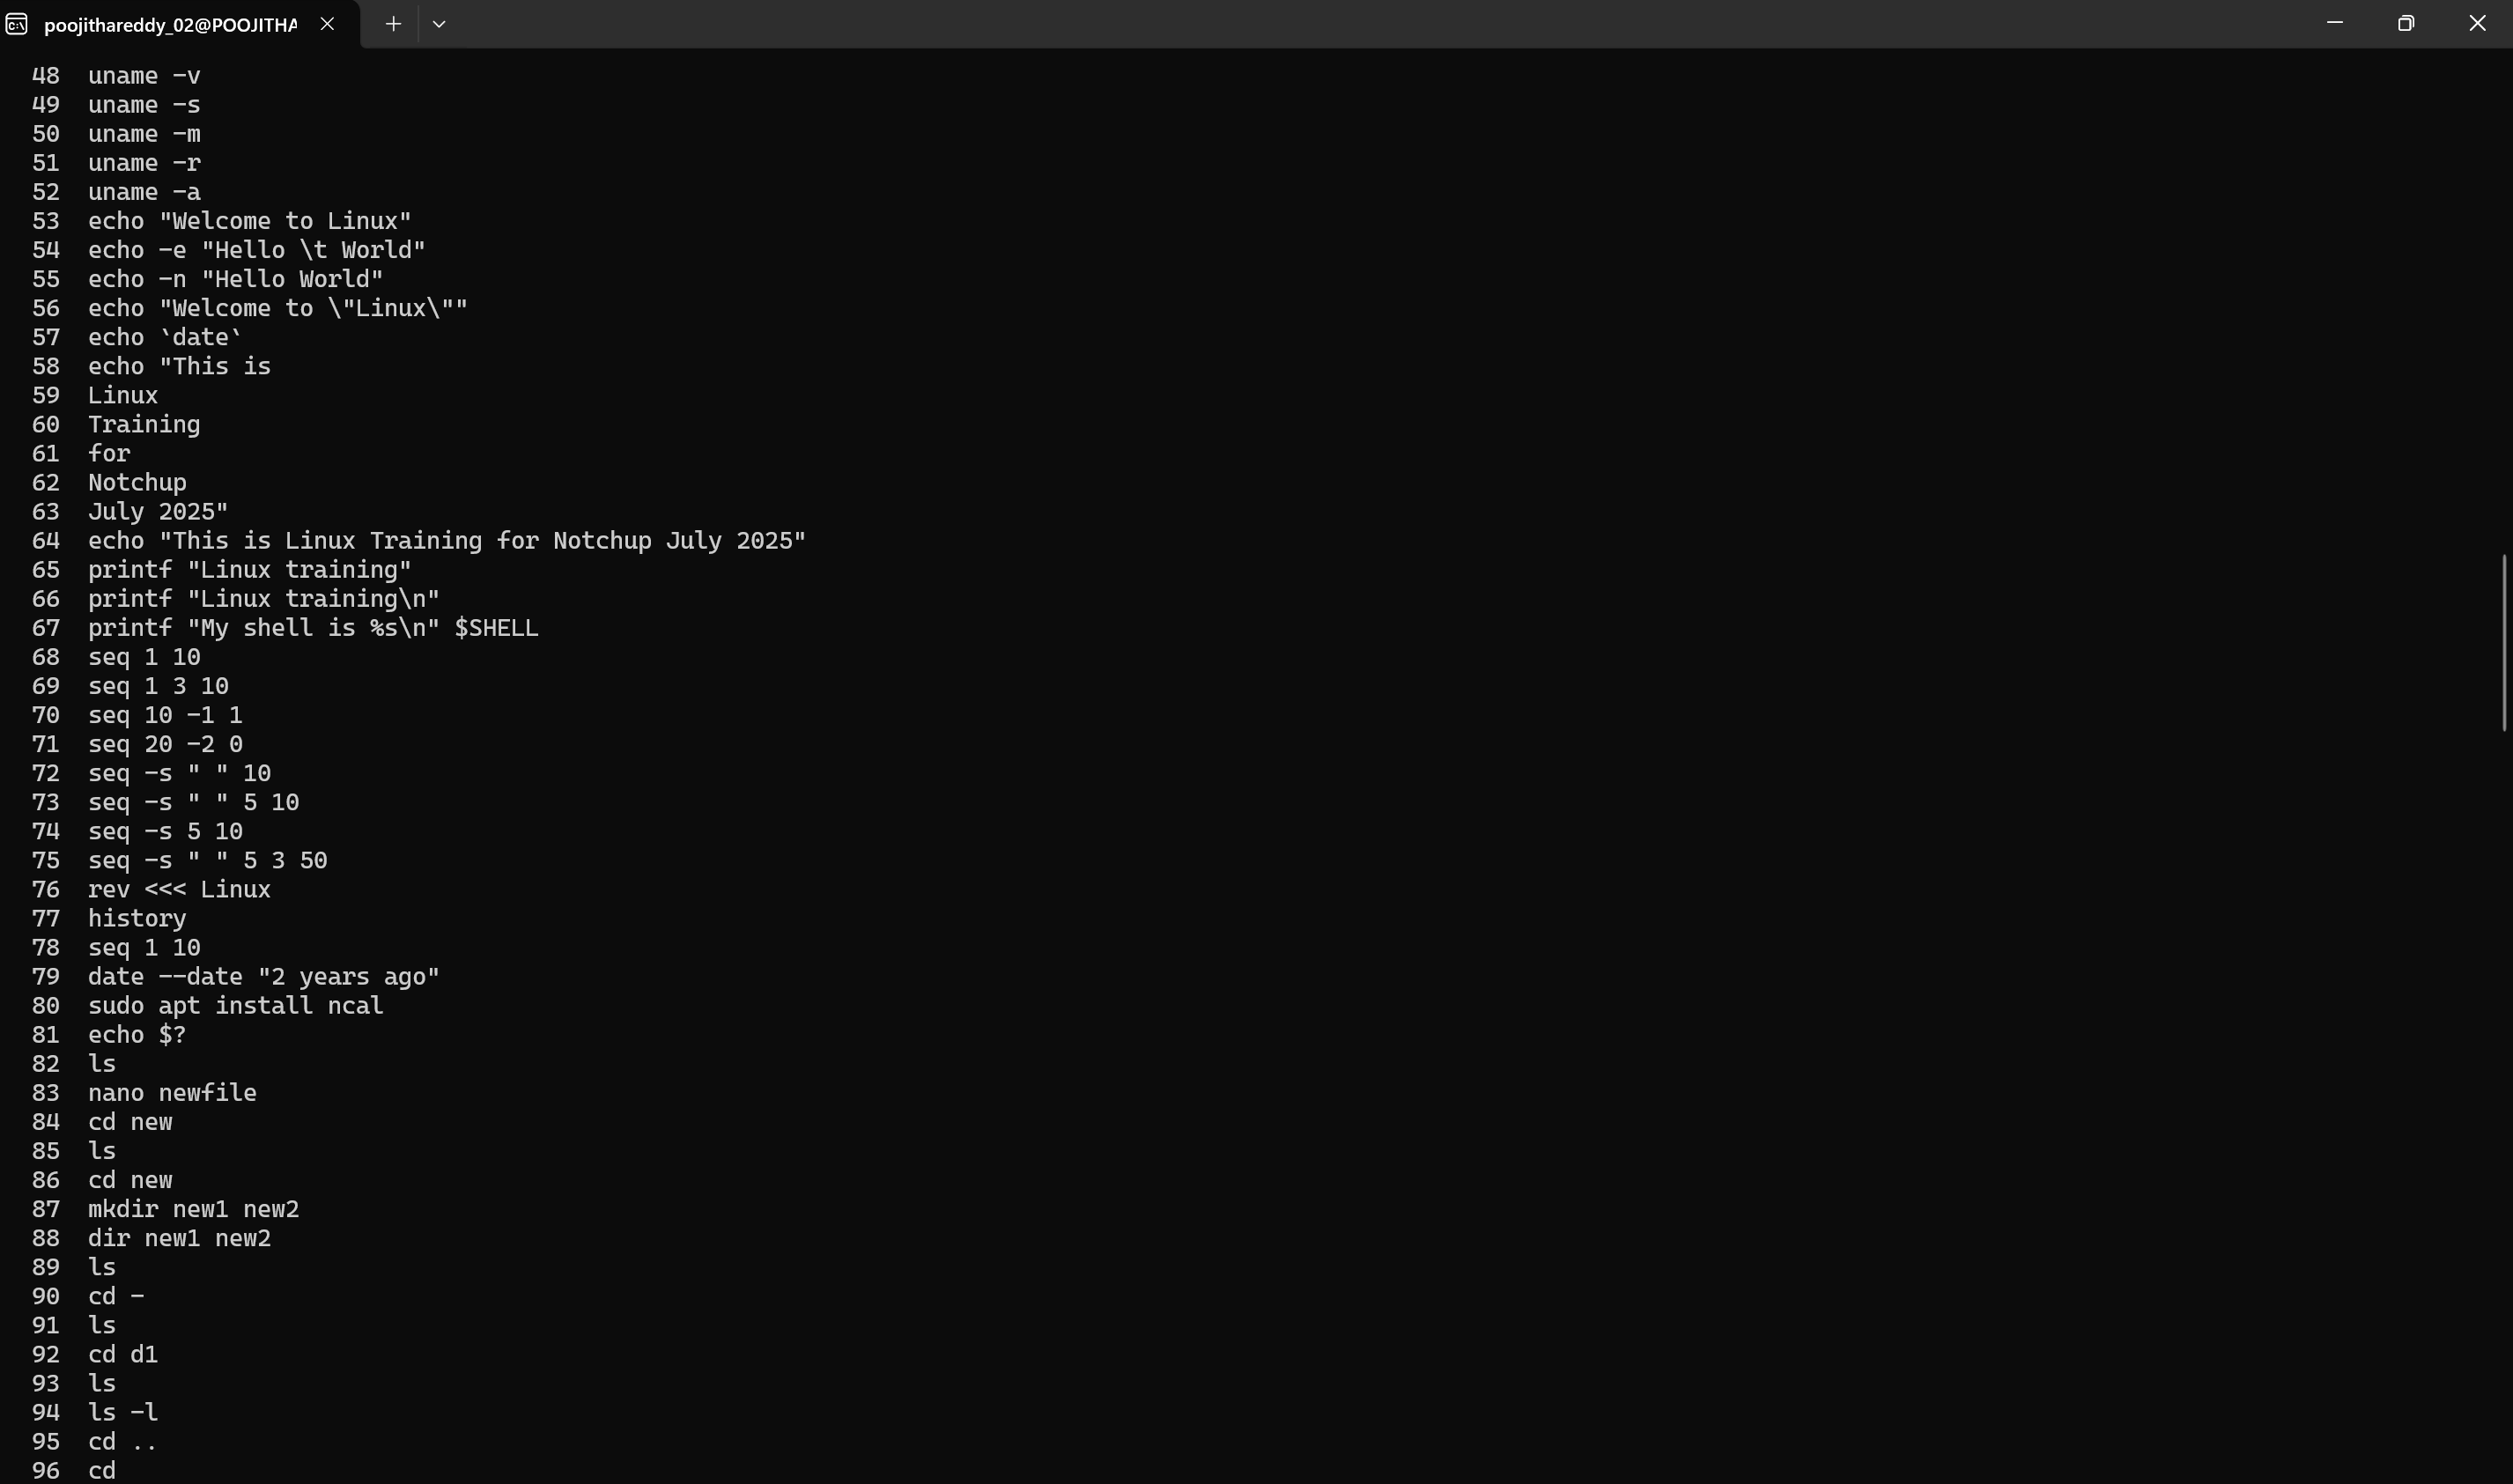 poojithareddy_02@POOJITHA
48 uname -v
49 uname -s
50 uname -m
51 uname -r
52 uname -a
53 echo "Welcome to Linux"
54 echo -e "Hello \t World"
55 echo -n "Hello World"
56 echo "Welcome to \"Linux\""
57 echo `date`
58 echo "This is
59 Linux
60 Training
61 for
62 Notchup
63 July 2025"
64 echo "This is Linux Training for Notchup July 2025"
65 printf "Linux training"
66 printf "Linux training\n"
67 printf "My shell is %s\n" $SHELL
68 seq 1 10
69 seq 1 3 10
70 seq 10 -1 1
71 seq 20 -2 0
72 seq -s " " 10
73 seq -s " " 5 10
74 seq -s 5 10
75 seq -s " " 5 3 50
76 rev <<< Linux
77 history
78 seq 1 10
79 date --date "2 years ago"
80 sudo apt install ncal
81 echo $?
82 ls
83 nano newfile
84 cd new
85 ls
86 cd new
87 mkdir new1 new2
88 dir new1 new2
89 ls
90 cd -
91 ls
92 cd d1
93 ls
94 ls -l
95 cd ..
96 cd